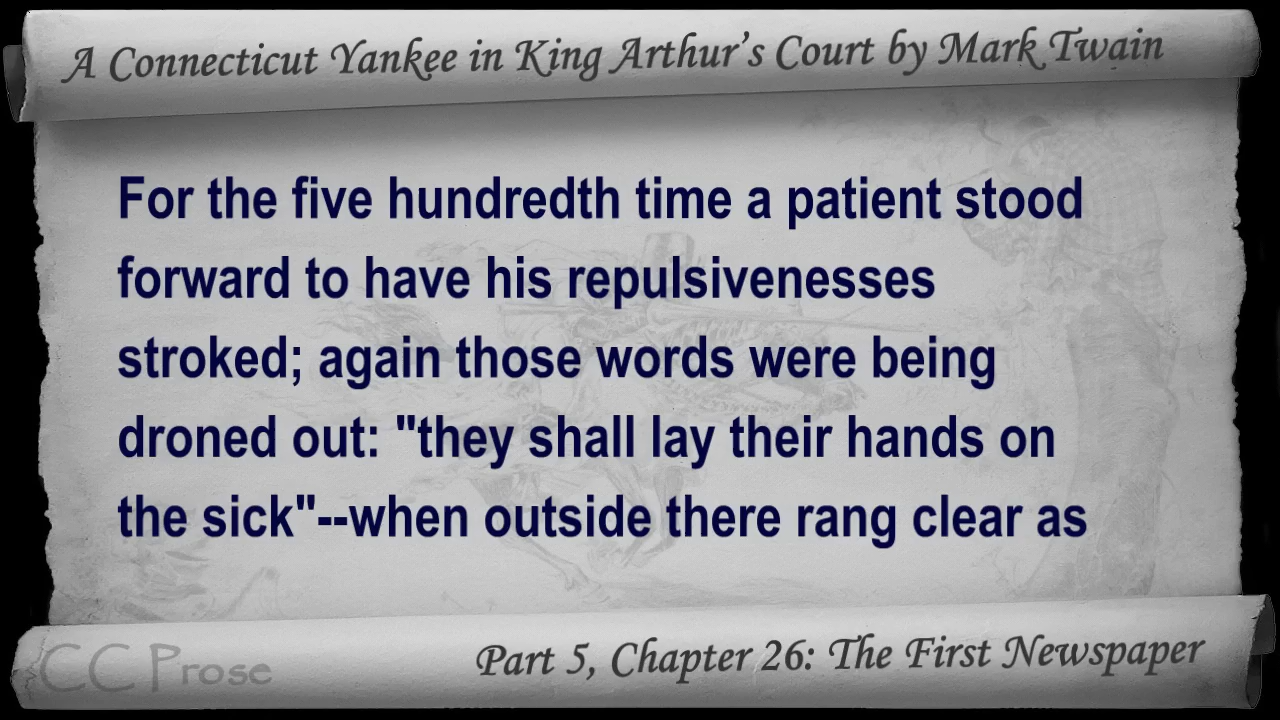 A Connecticut Yankee in King Arthur's Court by Mark Twain
For the five hundredth time a patient stood
forward to have his repulsivenesses
stroked; again those words were being
droned out: "they shall lay their hands on
the sick"--when outside there rang clear as
CC Prose
Part 5, Chapter 26: The First Newspaper